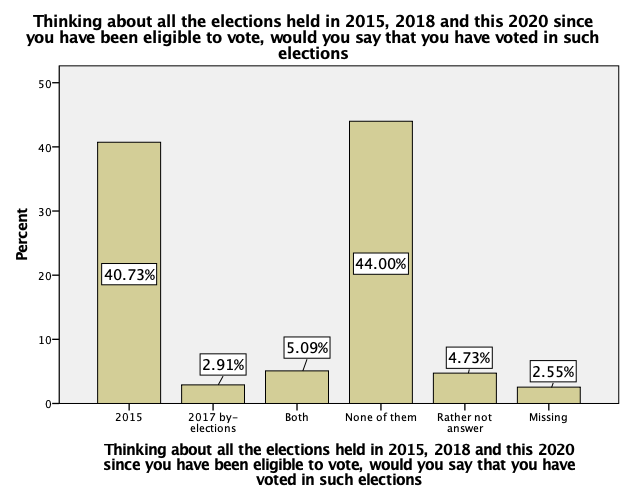 Thinking about all the elections held in 2015, 2018 and this 2020 since
you have been eligible to vote, would you say that you have voted in such
elections
Percent
50
40
30
20
10
0
40.73%
2.91%
5.09%
44.00%
4.73%
2.55%
2015
2017 by-
elections
Both
None of them
Rather not
answer
Missing
Thinking about all the elections held in 2015, 2018 and this 2020
since you have been eligible to vote, would you say that you have
voted in such elections